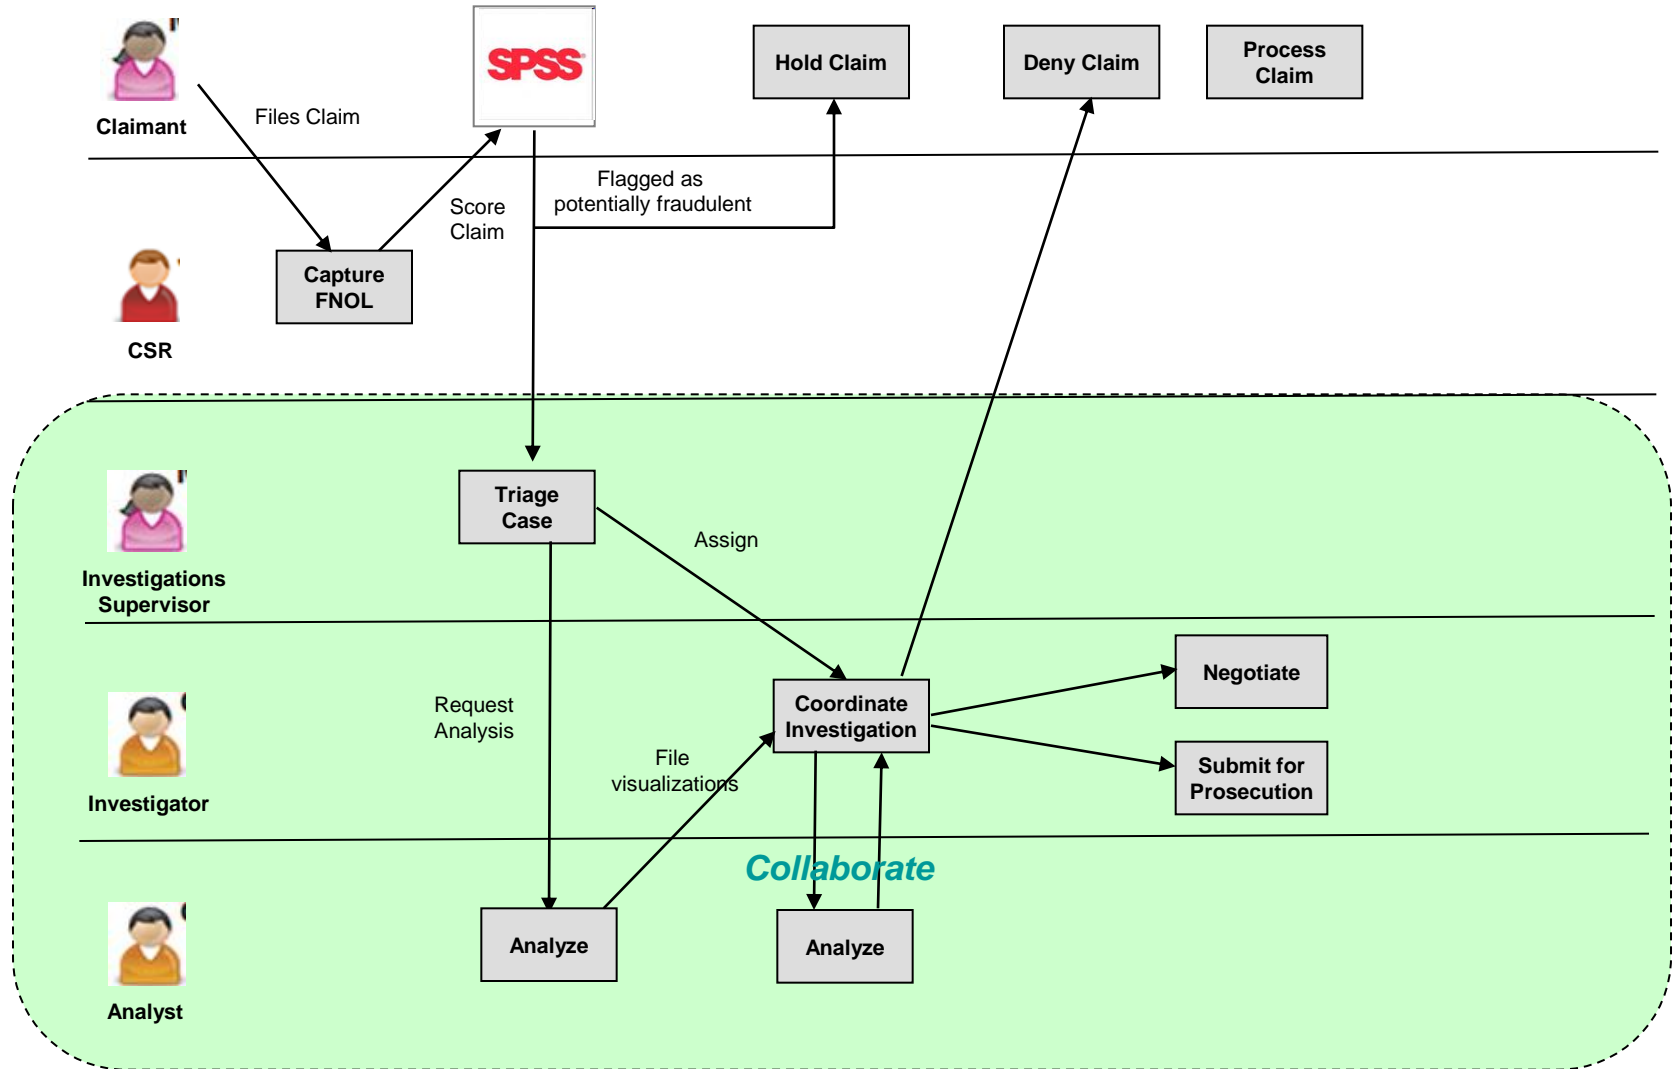 SPSS
Hold Claim
Deny Claim
Process
Claim
Claimant
Files Claim
Flagged as
potentially fraudulent
Score
Claim
Capture
FNOL
CSR
Triage
Case
Assign
Investigations
Supervisor
Negotiate
Coordinate
Investigation
Request
Analysis
File
visualizations
Submit for
Prosecution
Investigator
Collaborate
Analyze
Analyze
Analyst